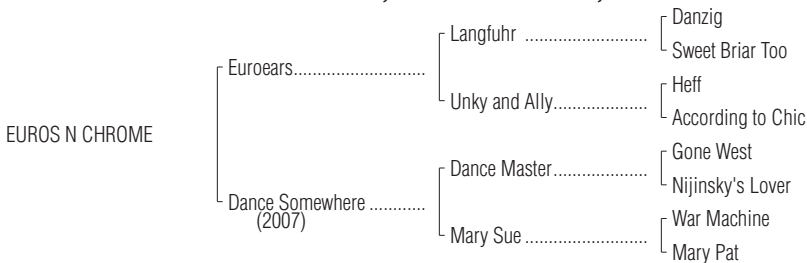 Danzig
Langfuhr ........................
Sweet Briar Too
Euroears...........................
Heff
Unky and Ally...................
According to Chic
EUROS N CHROME
Gone West
Dance Master...................
Nijinsky's Lover
Dance Somewhere ...........
(2007)
War Machine
Mary Sue ........................
Mary Pat